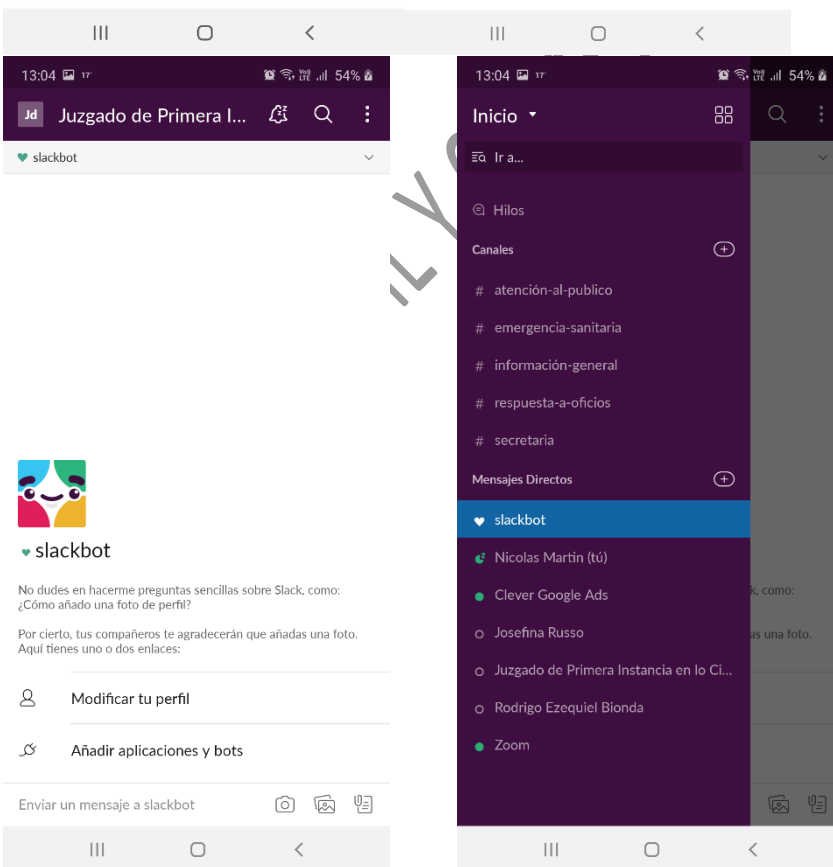 13:04 17°
54%
Jd Juzgado de Primera I...
slackbot
slackbot
No dudes en hacerme preguntas sencillas sobre Slack, como:
¿Cómo añado una foto de perfil?
Por cierto, tus compañeros te agradecerán que añadas una foto.
Aquí tienes uno o dos enlaces:
Modificar tu perfil
Añadir aplicaciones y bots
Enviar un mensaje a slackbot
13:04 17°
54%
Inicio
Ir a...
Hilos
Canales
# atención-al-publico
# emergencia-sanitaria
# información-general
# respuesta-a-oficios
# secretaria
Mensajes Directos
slackbot
Nicolas Martin (tú)
Clever Google Ads
Josefina Russo
Juzgado de Primera Instancia en lo Ci...
Rodrigo Ezequiel Bionda
Zoom
k, como:
as una foto.